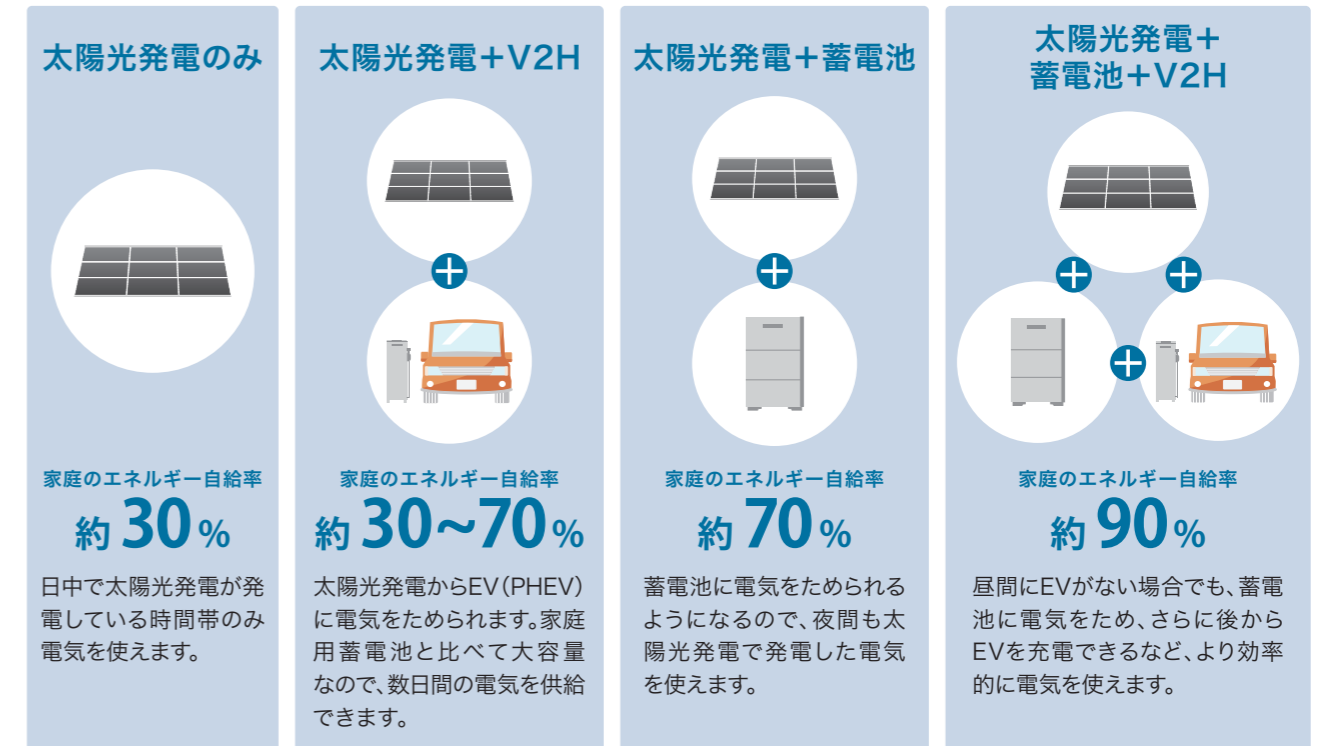 太陽光発電のみ
家庭のエネルギー自給率
約30%
日中で太陽光発電が発
電している時間帯のみ
電気を使えます。
太陽光発電+V2H
家庭のエネルギー自給率
約30~70%
太陽光発電からEV(PHEV)
に電気をためられます。家庭
用蓄電池と比べて大容量
なので、数日間の電気を供給
できます。
太陽光発電+蓄電池
家庭のエネルギー自給率
約70%
蓄電池に電気をためられる
ようになるので、夜間も太
陽光発電で発電した電気
を使えます。
太陽光発電+
蓄電池+V2H
家庭のエネルギー自給率
約90%
昼間にEVがない場合でも、蓄電
池に電気をため、さらに後から
EVを充電できるなど、より効率
的に電気を使えます。